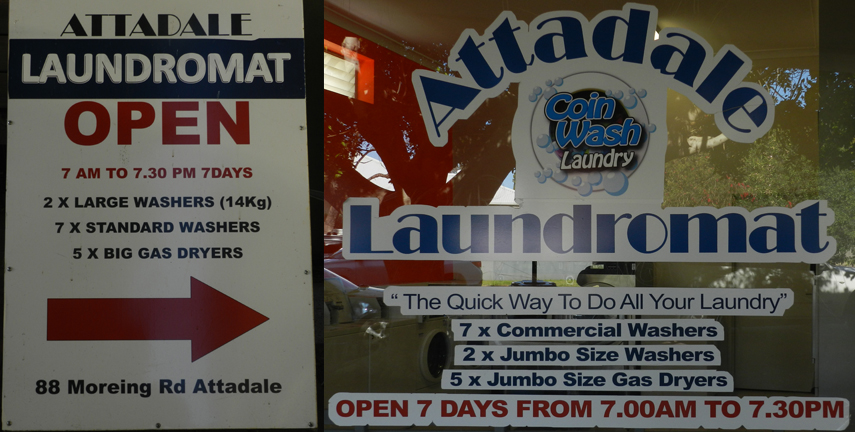 ATTADALE
LAUNDROMAT
OPEN
7 AM TO 7.30 PM 7DAYS
2 X LARGE WASHERS (14Kg)
7 X STANDARD WASHERS
5 X BIG GAS DRYERS
88 Moreing Rd Attadale
Attadale
Coin
Wash
Laundry
Laundromat
“ The Quick Way To Do All Your Laundry”
7 x Commercial Washers
2 x Jumbo Size Washers
5 x Jumbo Size Gas Dryers
OPEN 7 DAYS FROM 7.00AM TO 7.30PM